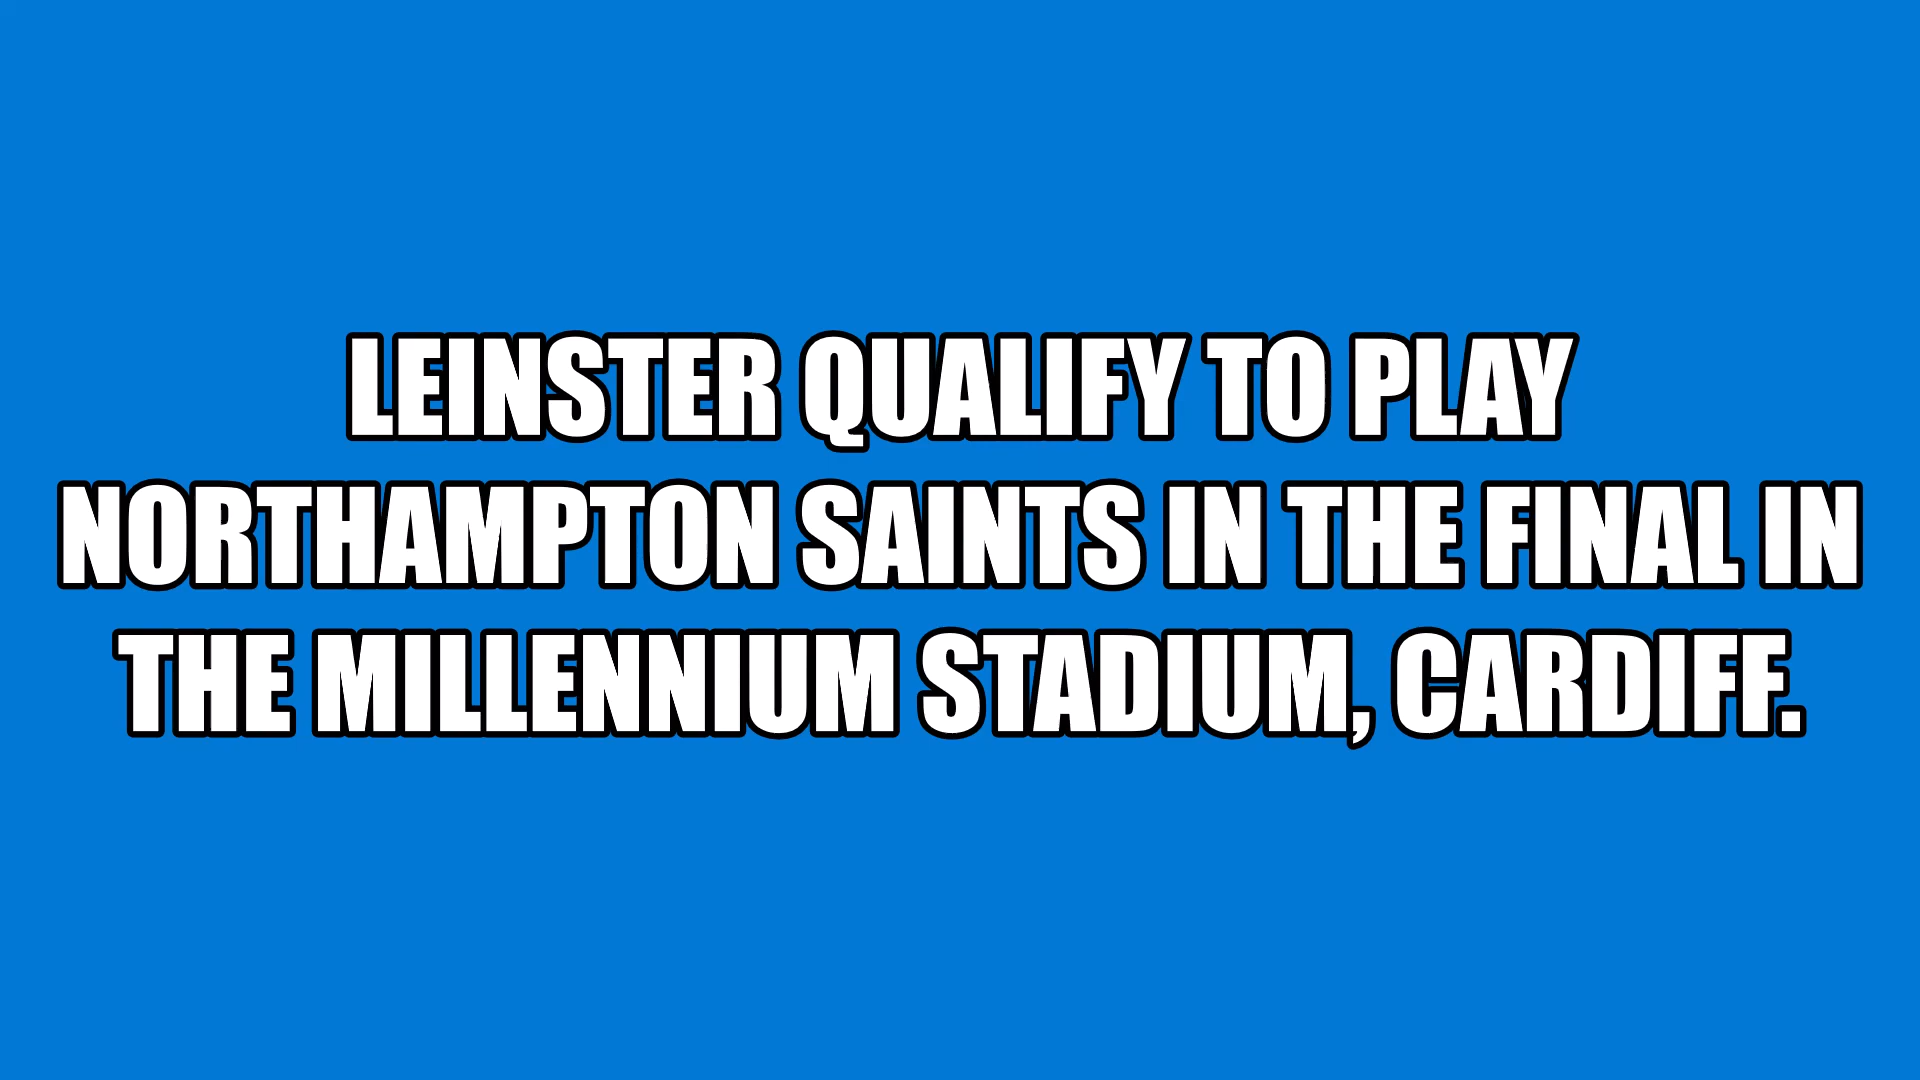 LEINSTER QUALIFY TO PLAY
NORTHAMPTON SAINTS IN THE FINAL IN
THE MILLENNIUM STADIUM, CARDIFF.